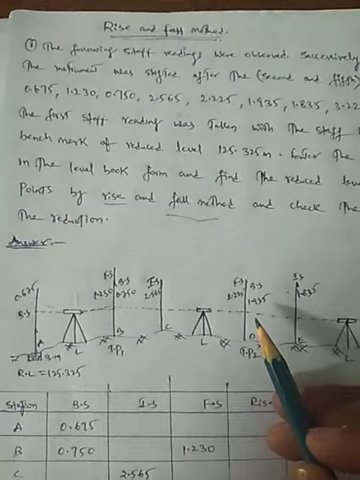 Rise and fall method.
① The following staff readings were observed successively
The instrument was shifted after the (second and fifth)
0.675, 1.230, 0.750, 2.565, 2.225, 1.935, 1.835, 3.22
The first staff reading was taken with the staff
bench mark of reduced level 125.325m. Enter the
in the level book form and find the reduced
points by rise and fall method and check the
the reduction.
Answer:-
0.675
B.S
A
B.M
R.L = 125.325
L
F.S B.S
1.230 0.750
B
T.P1
I.S
2.565
C
L
F.S B.S
2.225 1.935
D
T.P2
I.S
1.835
E
L
Station B.S I.S F.S Rise
A 0.675
B 0.750 1.230
C 2.565